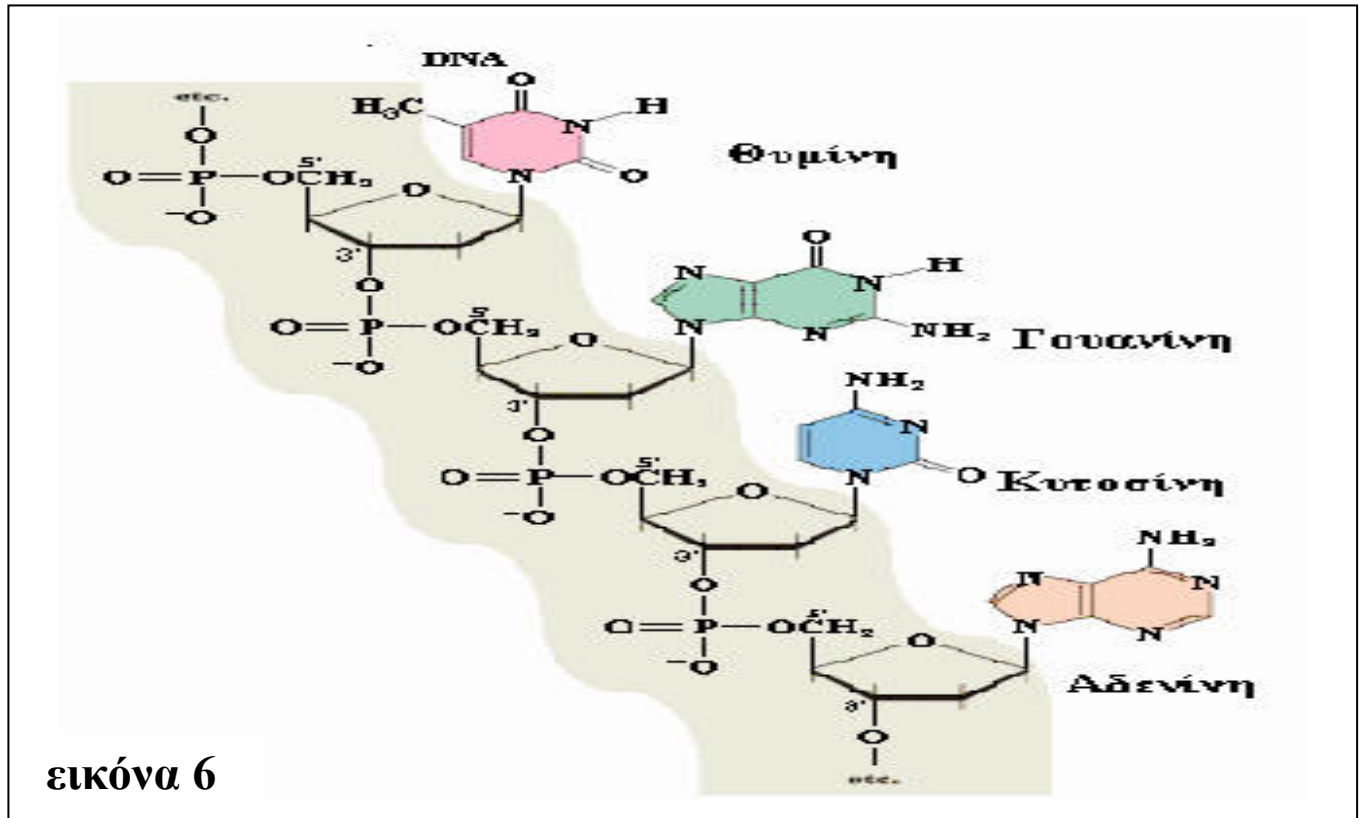 DNA
etc.
O
H₃C
O
N
H
Θυμίνη
O
5'
O=P—OCH₂
O
N
O
⁻O
3'
O
N
N
H
O
5'
O=P—OCH₂
O
N
N
NH₂
Γουανίνη
⁻O
3'
NH₂
O
N
5'
O=P—OCH₂
O
N
O
Κυτοσίνη
⁻O
3'
NH₂
O
N
N
5'
O=P—OCH₂
O
N
N
⁻O
Αδενίνη
3'
O
etc.
εικόνα 6